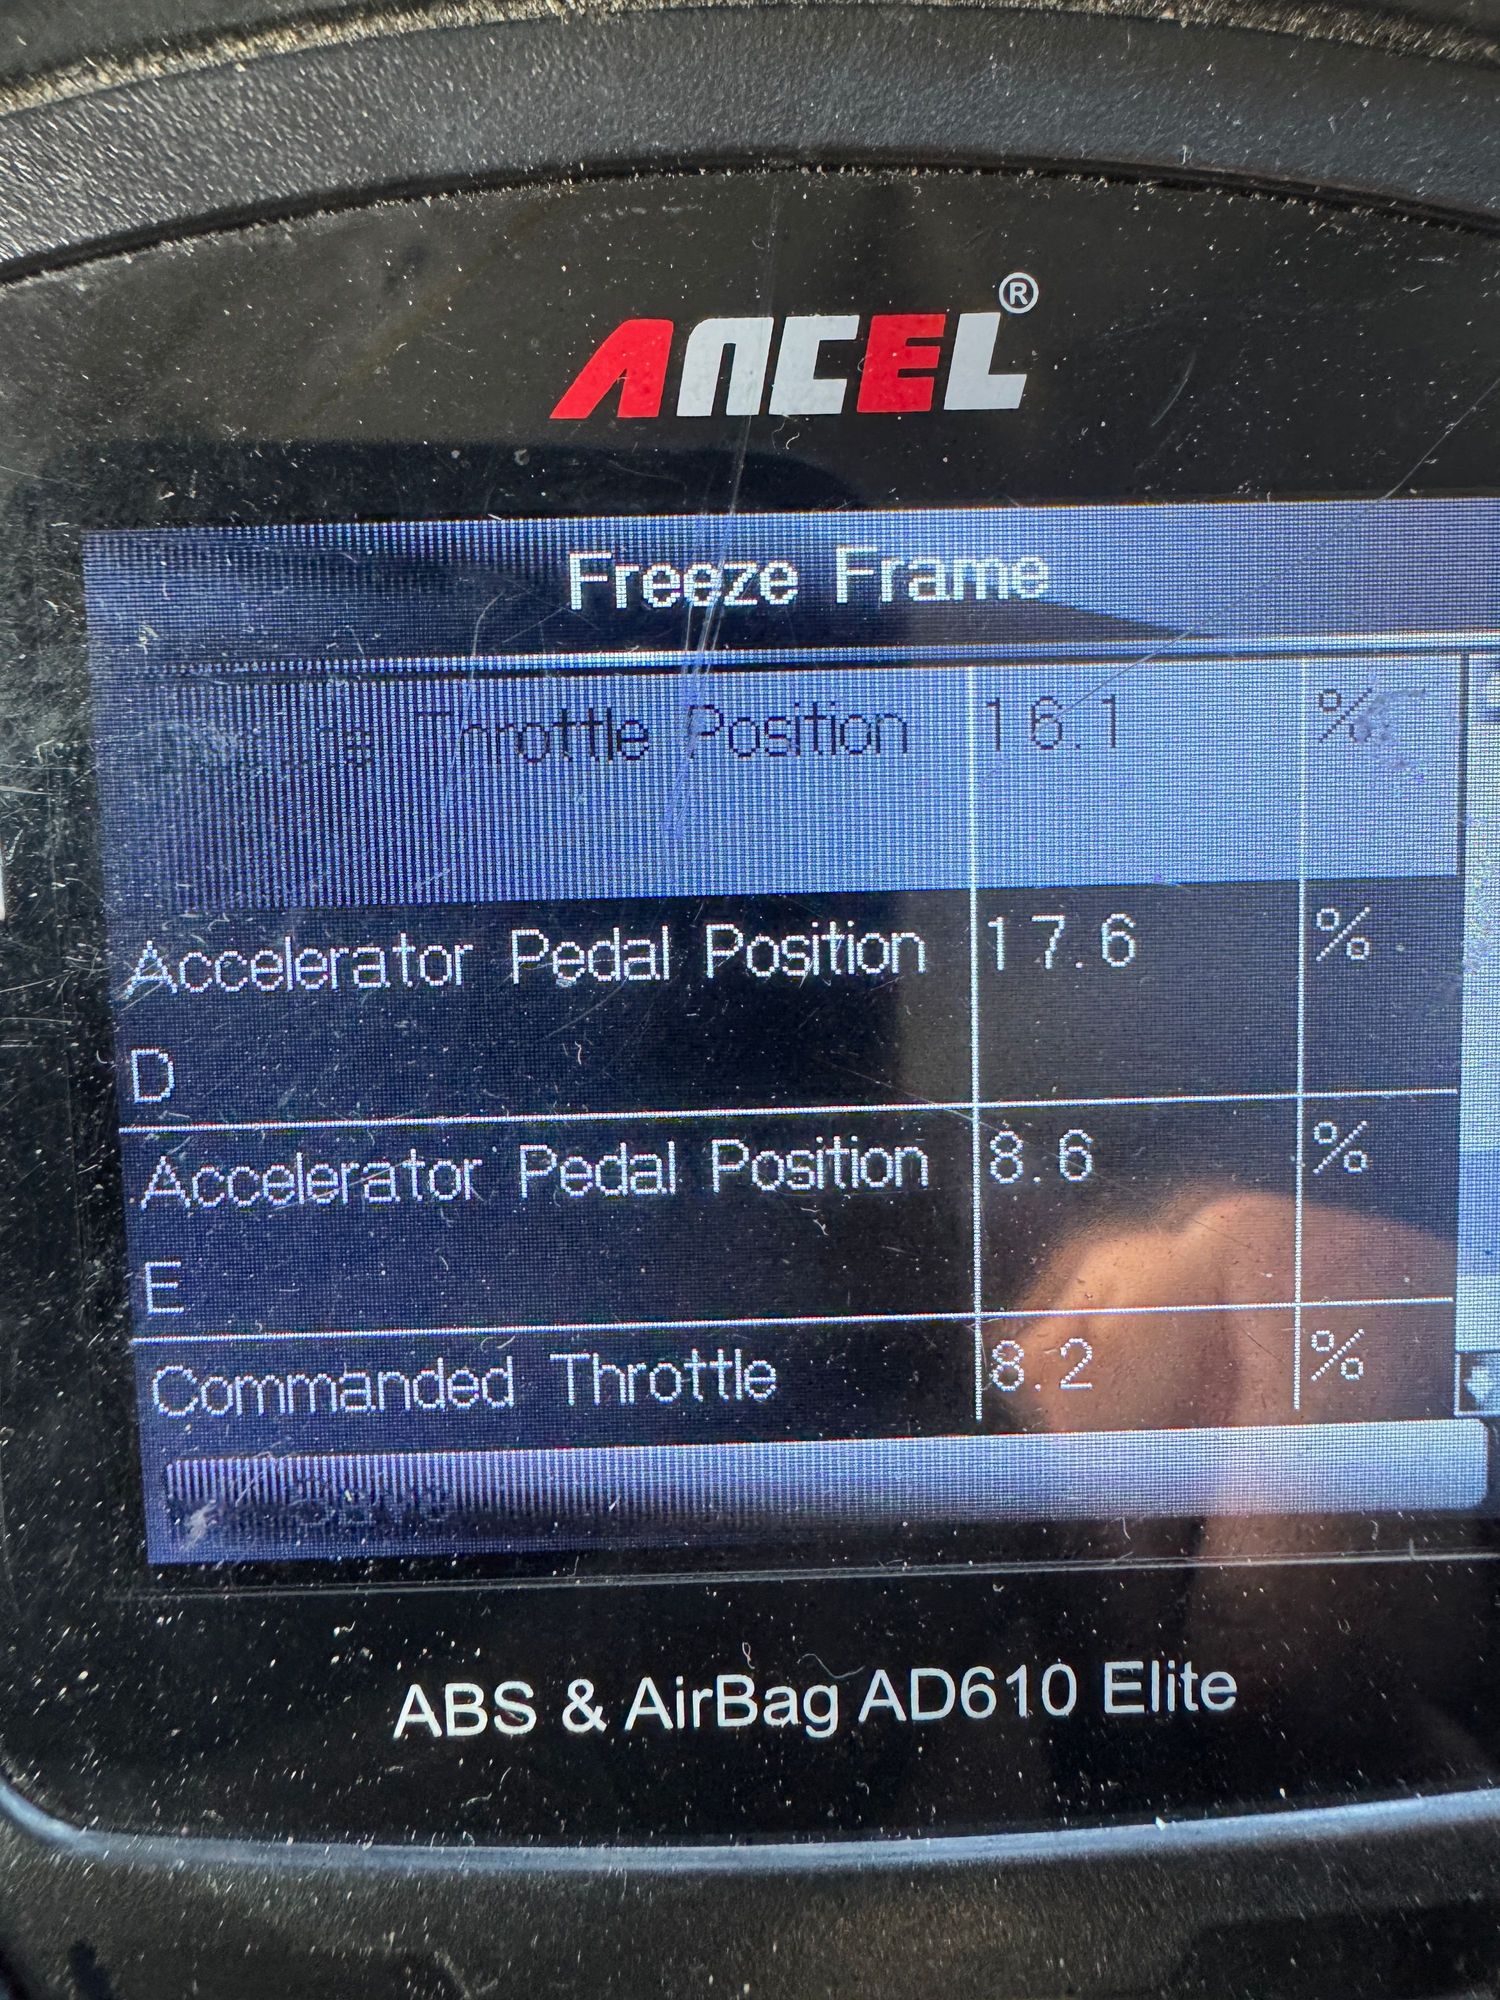 ANCEL®
Freeze Frame
Throttle Position 16.1 %
Accelerator Pedal Position 17.6 %
D
Accelerator Pedal Position 8.6 %
E
Commanded Throttle 8.2 %
ABS & AirBag AD610 Elite